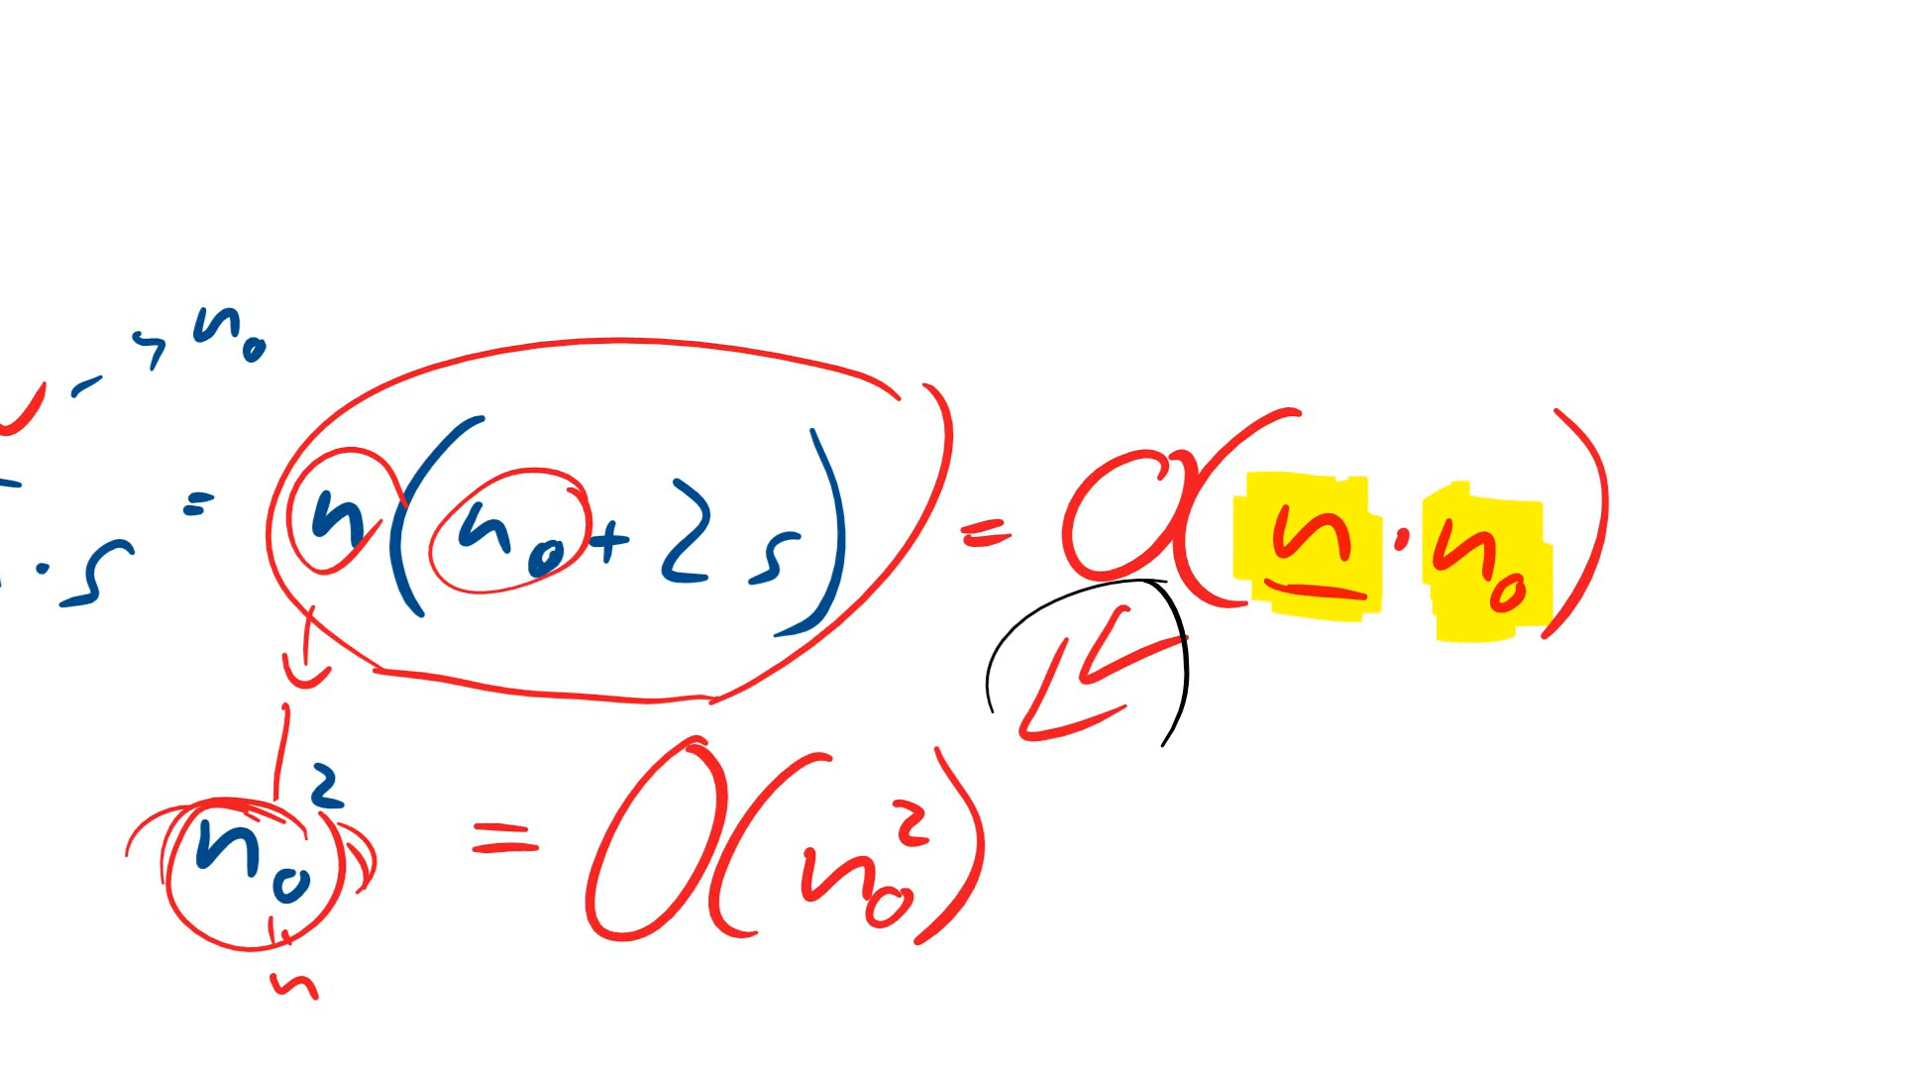 → n₀
· s = n(n₀ + 2s) = O(n · n₀)
<<
n₀² = O(n₀²)
n